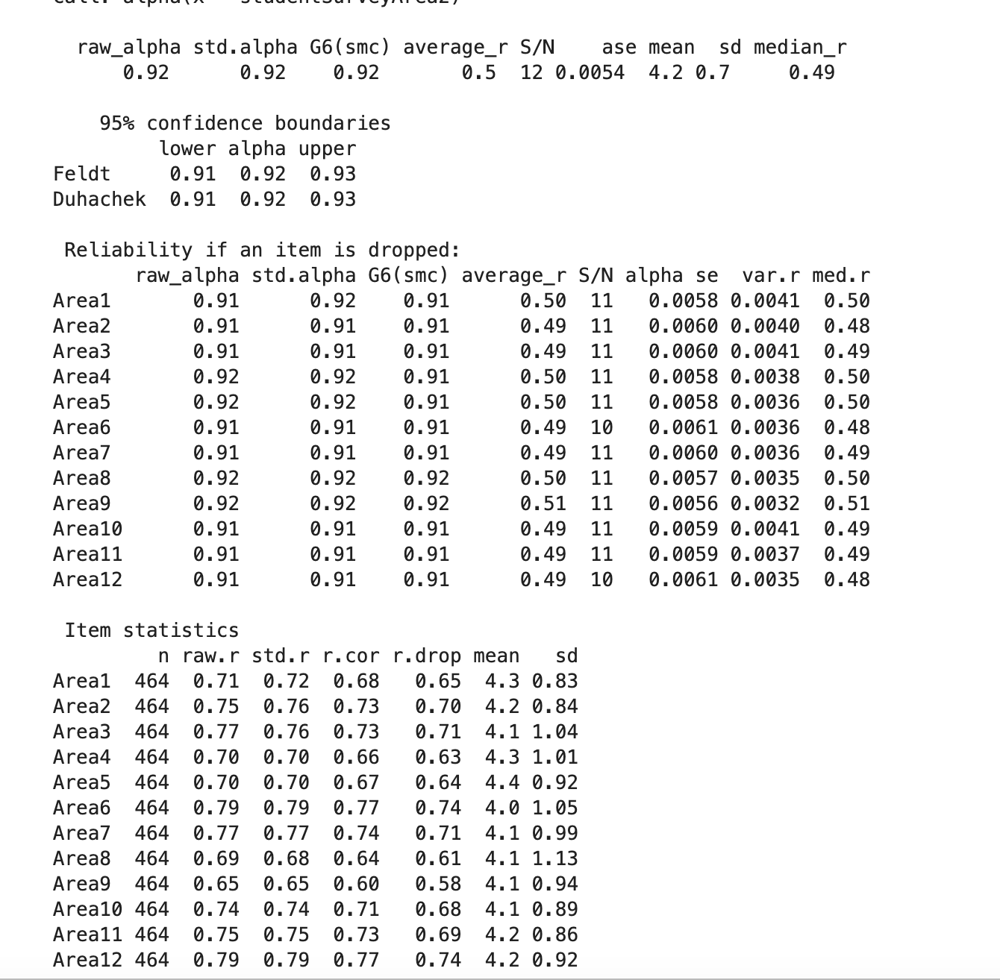 raw_alpha std.alpha G6(smc) average_r S/N ase mean sd median_r
0.92 0.92 0.92 0.5 12 0.0054 4.2 0.7 0.49
95% confidence boundaries
lower alpha upper
Feldt 0.91 0.92 0.93
Duhachek 0.91 0.92 0.93
Reliability if an item is dropped:
raw_alpha std.alpha G6(smc) average_r S/N alpha se var.r med.r
Area1 0.91 0.92 0.91 0.50 11 0.0058 0.0041 0.50
Area2 0.91 0.91 0.91 0.49 11 0.0060 0.0040 0.48
Area3 0.91 0.91 0.91 0.49 11 0.0060 0.0041 0.49
Area4 0.92 0.92 0.91 0.50 11 0.0058 0.0038 0.50
Area5 0.92 0.92 0.91 0.50 11 0.0058 0.0036 0.50
Area6 0.91 0.91 0.91 0.49 10 0.0061 0.0036 0.48
Area7 0.91 0.91 0.91 0.49 11 0.0060 0.0036 0.49
Area8 0.92 0.92 0.92 0.50 11 0.0057 0.0035 0.50
Area9 0.92 0.92 0.92 0.51 11 0.0056 0.0032 0.51
Area10 0.91 0.91 0.91 0.49 11 0.0059 0.0041 0.49
Area11 0.91 0.91 0.91 0.49 11 0.0059 0.0037 0.49
Area12 0.91 0.91 0.91 0.49 10 0.0061 0.0035 0.48
Item statistics
n raw.r std.r r.cor r.drop mean sd
Area1 464 0.71 0.72 0.68 0.65 4.3 0.83
Area2 464 0.75 0.76 0.73 0.70 4.2 0.84
Area3 464 0.77 0.76 0.73 0.71 4.1 1.04
Area4 464 0.70 0.70 0.66 0.63 4.3 1.01
Area5 464 0.70 0.70 0.67 0.64 4.4 0.92
Area6 464 0.79 0.79 0.77 0.74 4.0 1.05
Area7 464 0.77 0.77 0.74 0.71 4.1 0.99
Area8 464 0.69 0.68 0.64 0.61 4.1 1.13
Area9 464 0.65 0.65 0.60 0.58 4.1 0.94
Area10 464 0.74 0.74 0.71 0.68 4.1 0.89
Area11 464 0.75 0.75 0.73 0.69 4.2 0.86
Area12 464 0.79 0.79 0.77 0.74 4.2 0.92